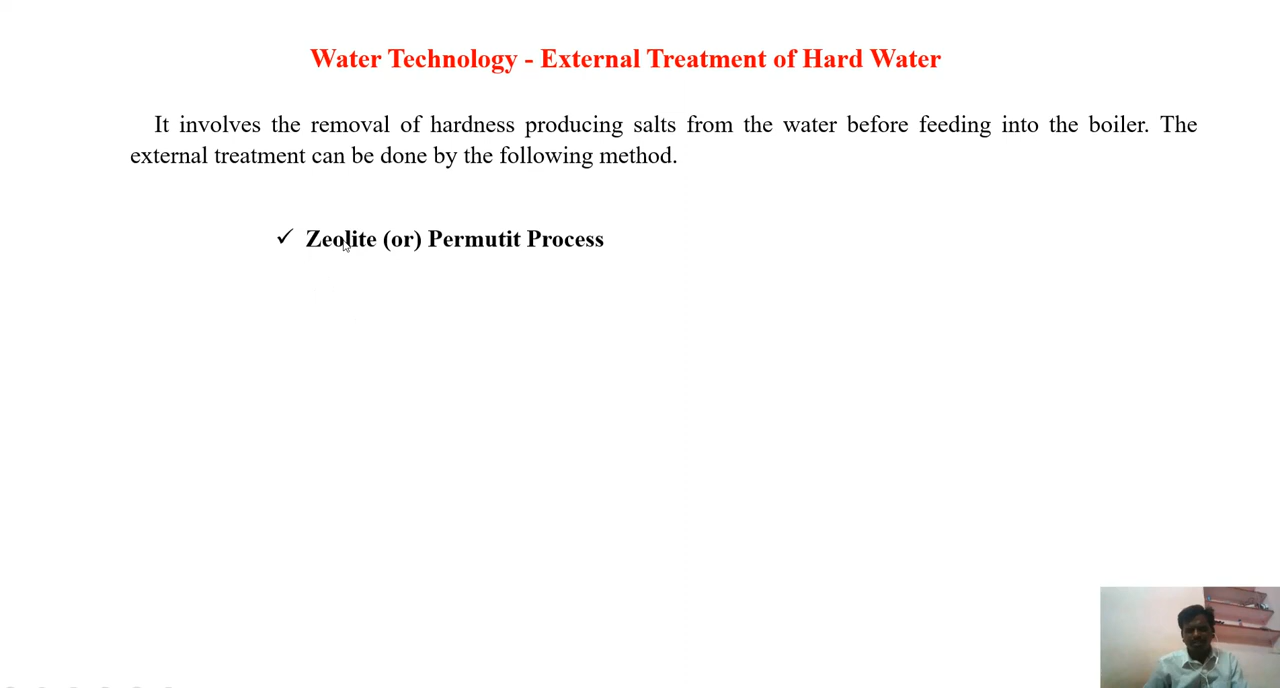 Water Technology - External Treatment of Hard Water
It involves the removal of hardness producing salts from the water before feeding into the boiler. The
external treatment can be done by the following method.
✓ Zeolite (or) Permutit Process